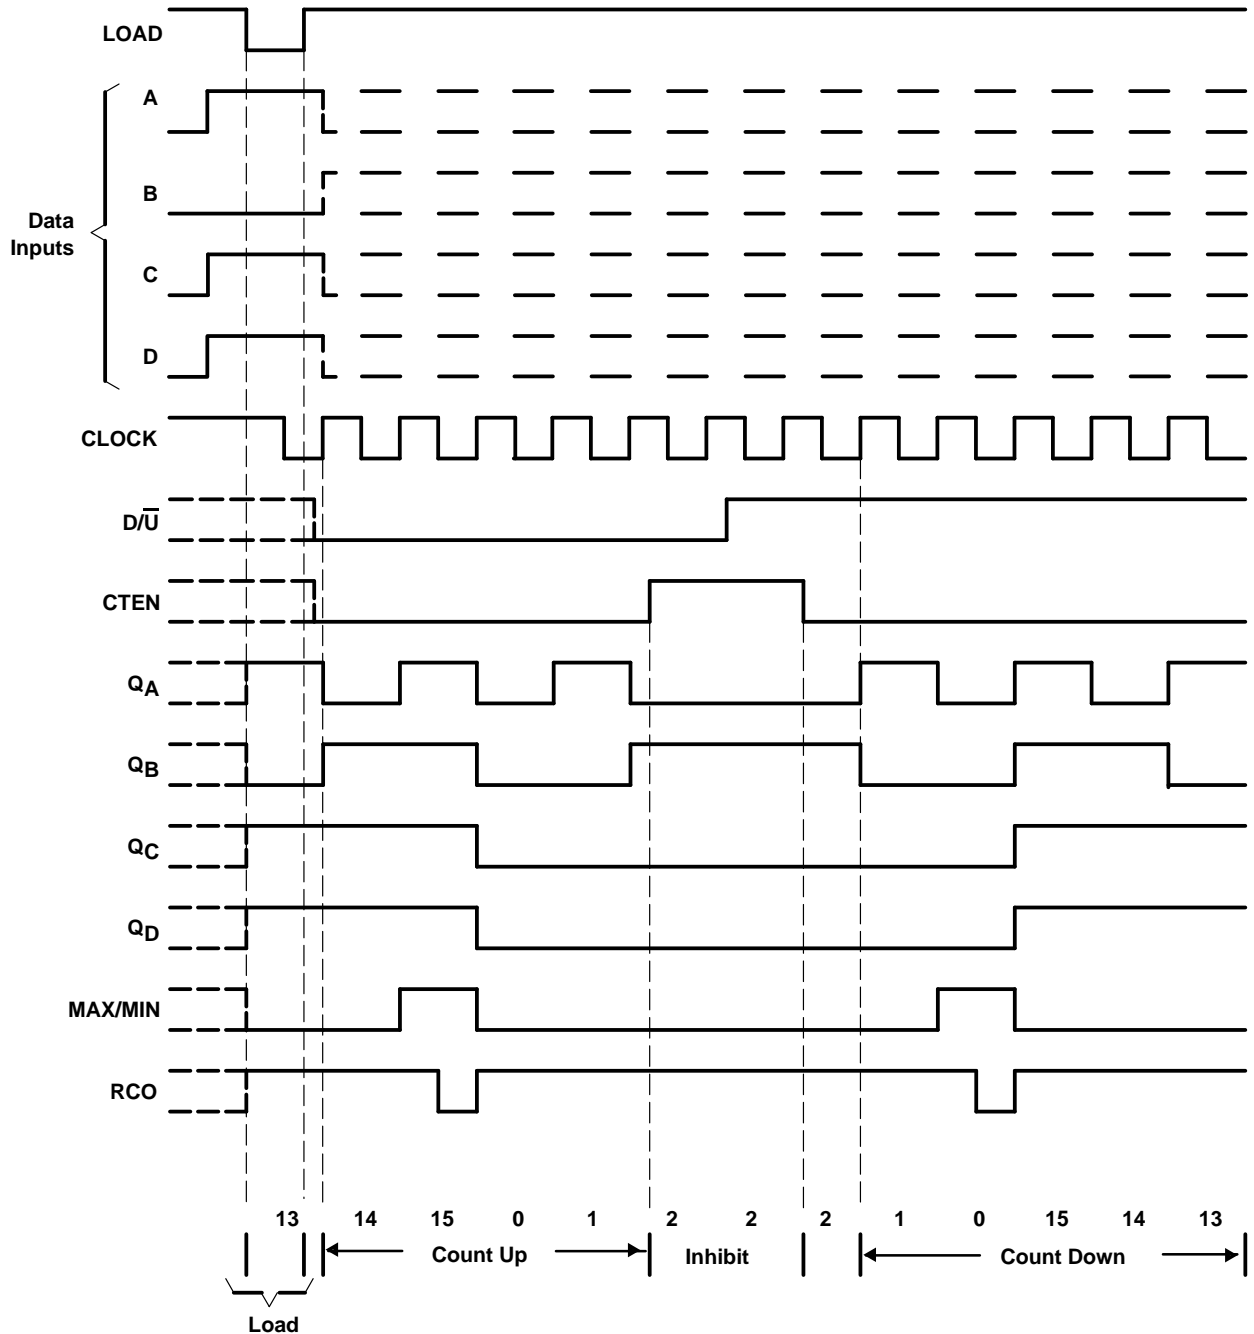 LOAD
A
B
Data
Inputs
C
D
CLOCK
D/U̅
CTEN
QA
QB
QC
QD
MAX/MIN
RCO
13 14 15 0 1 2 2 2 1 0 15 14 13
Count Up Inhibit Count Down
Load